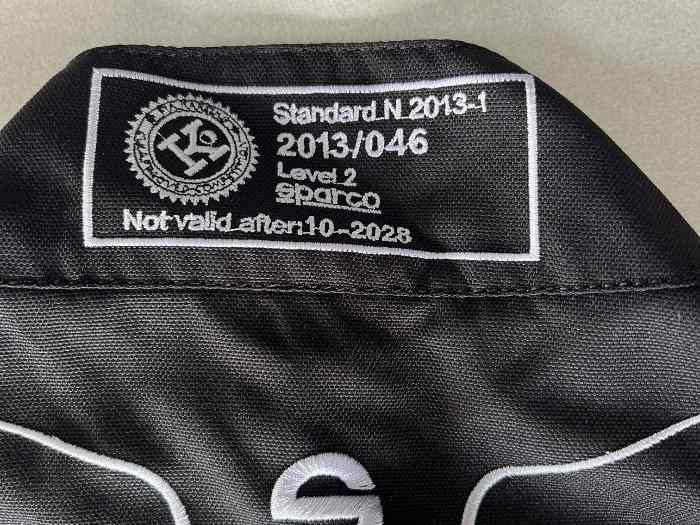 Standard N 2013-1
2013/046
Level 2
sparco
Not valid after:10-2028
S